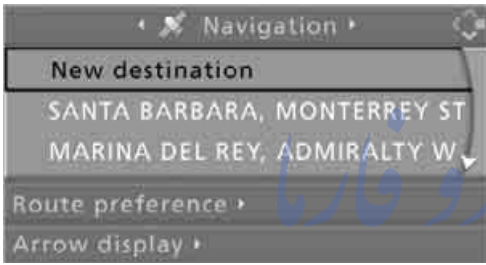 Navigation
New destination
SANTA BARBARA, MONTERREY ST
MARINA DEL REY, ADMIRALTY W
Route preference
Arrow display